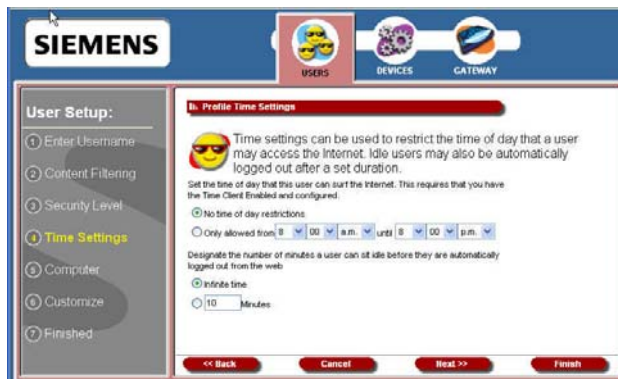 SIEMENS
USERS
DEVICES
GATEWAY
User Setup:
1 Enter Username
2 Content Filtering
3 Security Level
4 Time Settings
5 Computer
6 Customize
7 Finished
Profile Time Settings
Time settings can be used to restrict the time of day that a user
may access the Internet. Idle users may also be automatically
logged out after a set duration.
Set the time of day that this user can surf the Internet. This requires that you have
the Time Client Enabled and configured.
No time of day restrictions
Only allowed from 8 00 a.m. until 8 00 p.m.
Designate the number of minutes a user can sit idle before they are automatically
logged out from the web
Infinite time
10 Minutes
<< Back
Cancel
Next >>
Finish